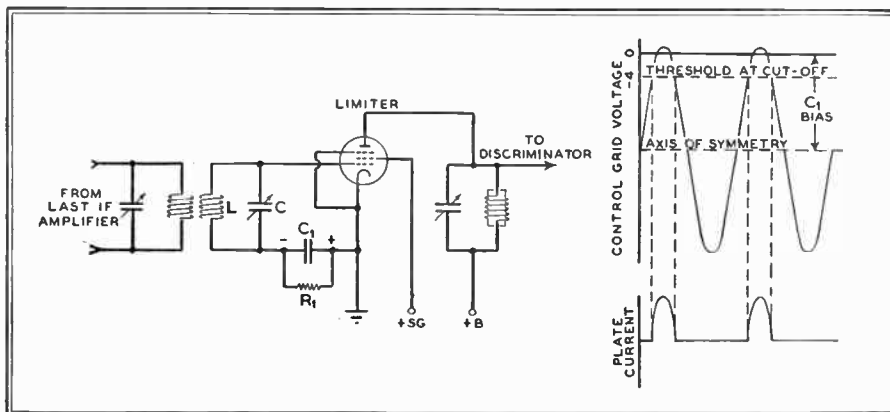 LIMITER
TO
DISCRIMINATOR
FROM
LAST IF
AMPLIFIER
L
C
- C₁ +
R₁
+SG
+B
CONTROL GRID VOLTAGE
0
-4
THRESHOLD AT CUT-OFF
C₁
BIAS
AXIS OF SYMMETRY
PLATE
CURRENT